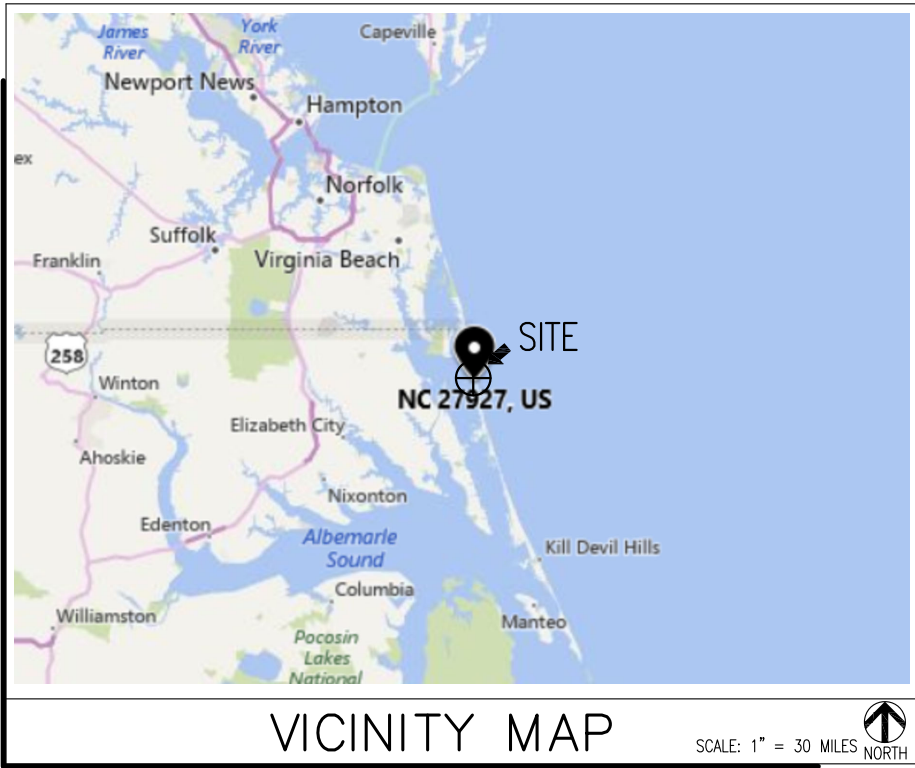 James
River
York
River
Capeville
Newport News
Hampton
ex
Norfolk
Suffolk
Franklin
Virginia Beach
SITE
258
NC 27927, US
Winton
Elizabeth City
Ahoskie
Nixonton
Edenton
Albemarle
Sound
Kill Devil Hills
Columbia
Williamston
Manteo
Pocosin
Lakes
National
VICINITY MAP
SCALE: 1" = 30 MILES
NORTH